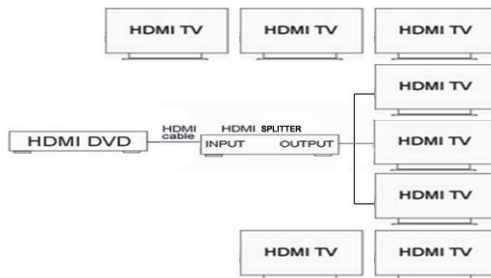 HDMI TV HDMI TV HDMI TV
HDMI TV
HDMI cable
HDMI SPLITTER
HDMI DVD
INPUT OUTPUT
HDMI TV
HDMI TV
HDMI TV HDMI TV